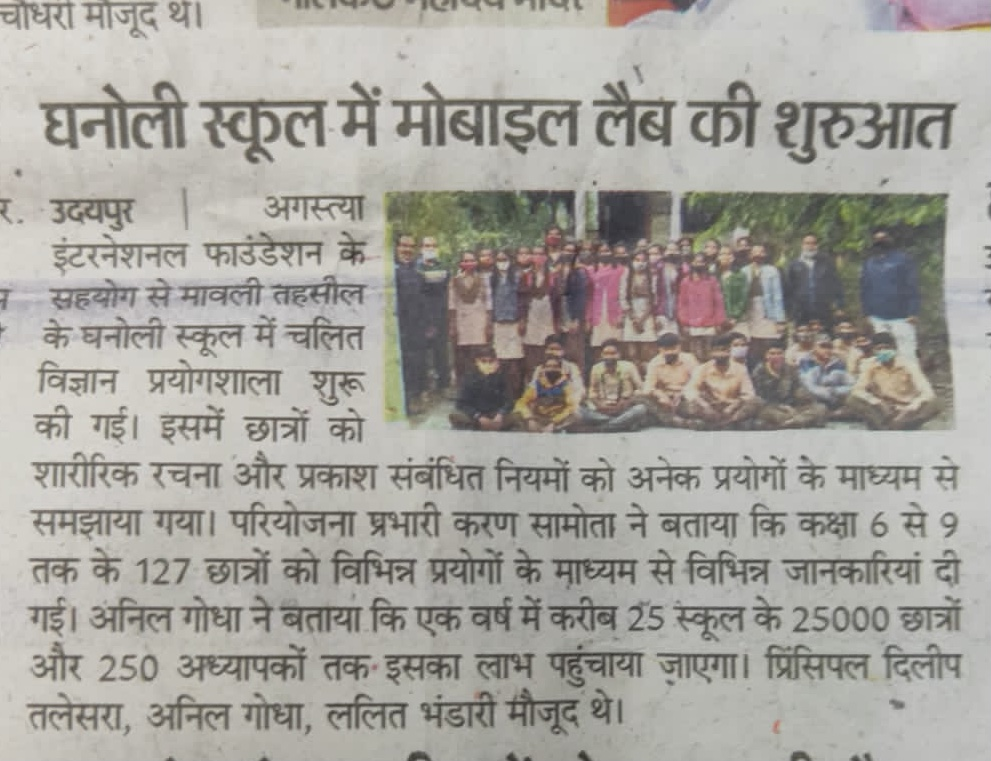 चौधरी मौजूद थे।
घनोली स्कूल में मोबाइल लैब की शुरुआत
उदयपुर | अगस्त्या
इंटरनेशनल फाउंडेशन के
सहयोग से मावली तहसील
के घनोली स्कूल में चलित
विज्ञान प्रयोगशाला शुरू
की गई। इसमें छात्रों को
शारीरिक रचना और प्रकाश संबंधित नियमों को अनेक प्रयोगों के माध्यम से
समझाया गया। परियोजना प्रभारी करण सामोता ने बताया कि कक्षा 6 से 9
तक के 127 छात्रों को विभिन्न प्रयोगों के माध्यम से विभिन्न जानकारियां दी
गई। अनिल गोधा ने बताया कि एक वर्ष में करीब 25 स्कूल के 25000 छात्रों
और 250 अध्यापकों तक इसका लाभ पहुंचाया जाएगा। प्रिंसिपल दिलीप
तलेसरा, अनिल गोधा, ललित भंडारी मौजूद थे।